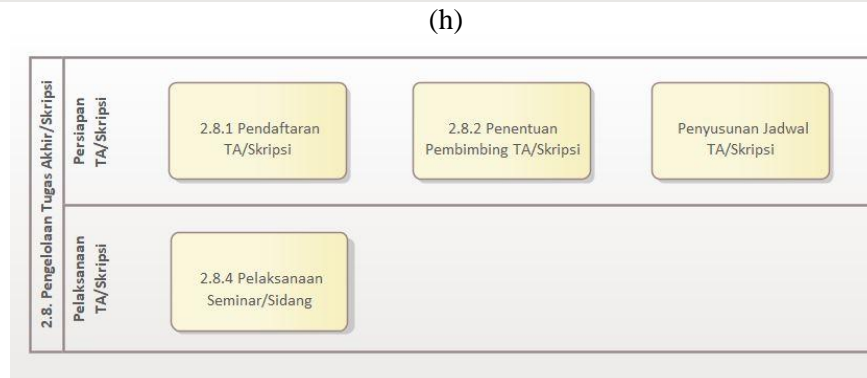 (h)
2.8. Pengelolaan Tugas Akhir/Skripsi
Persiapan
TA/Skripsi
2.8.1 Pendaftaran
TA/Skripsi
2.8.2 Penentuan
Pembimbing TA/Skripsi
Penyusunan Jadwal
TA/Skripsi
Pelaksanaan
TA/Skripsi
2.8.4 Pelaksanaan
Seminar/Sidang